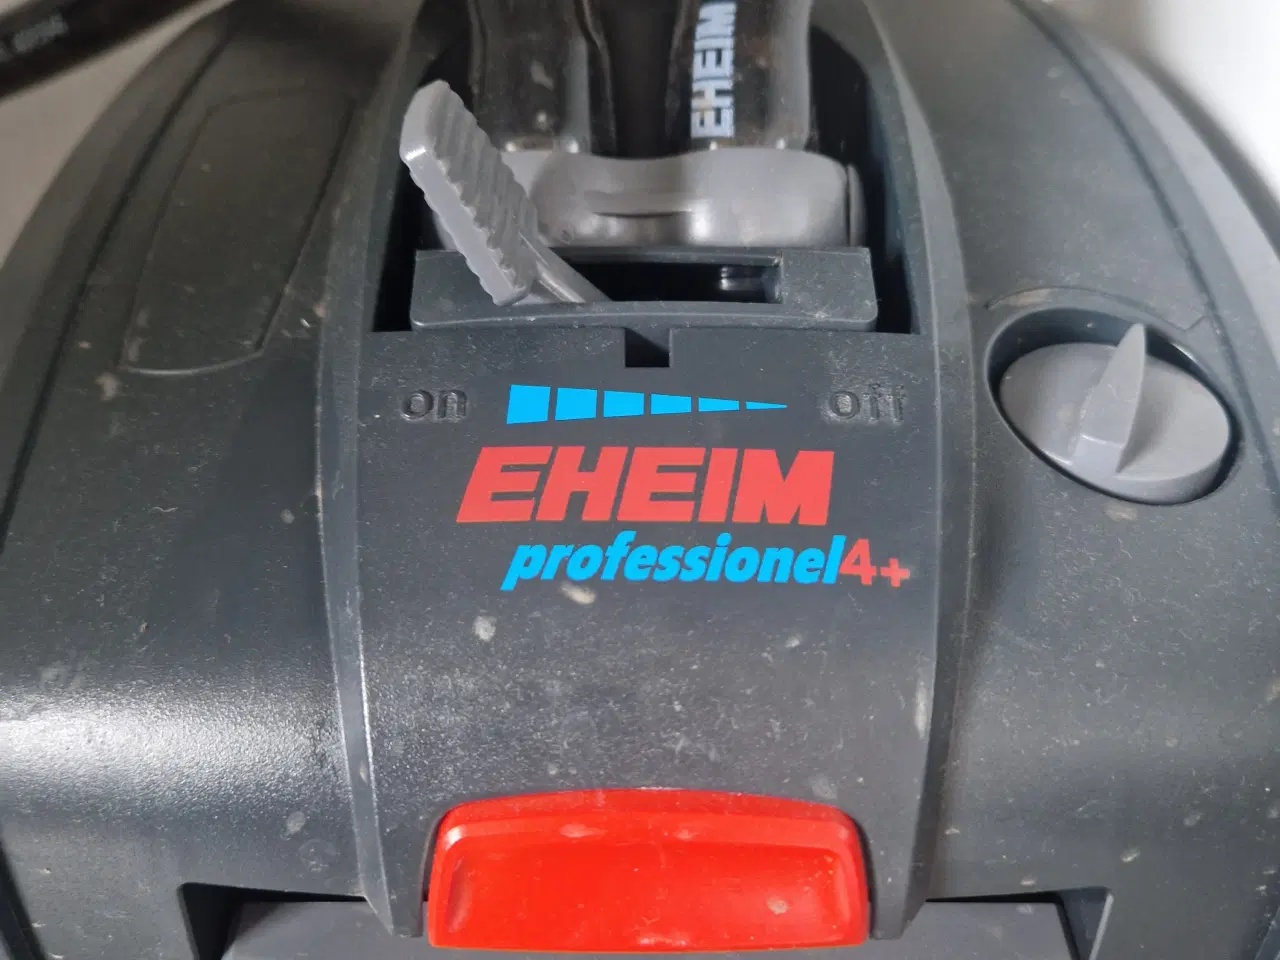 EHEIM
on
off
EHEIM
professionel4+